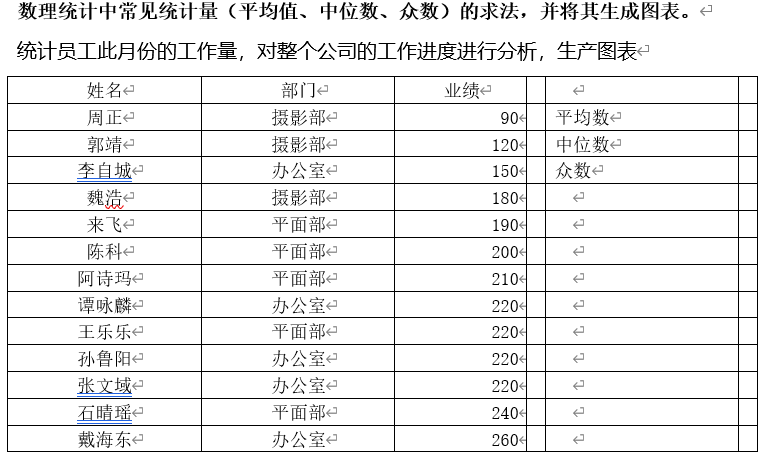 数理统计中常见统计量（平均值、中位数、众数）的求法，并将其生成图表。
统计员工此月份的工作量，对整个公司的工作进度进行分析，生产图表
姓名 部门 业绩
周正 摄影部 90 平均数
郭靖 摄影部 120 中位数
李自城 办公室 150 众数
魏浩 摄影部 180
来飞 平面部 190
陈科 平面部 200
阿诗玛 平面部 210
谭咏麟 办公室 220
王乐乐 平面部 220
孙鲁阳 办公室 220
张文域 办公室 220
石晴瑶 平面部 240
戴海东 办公室 260